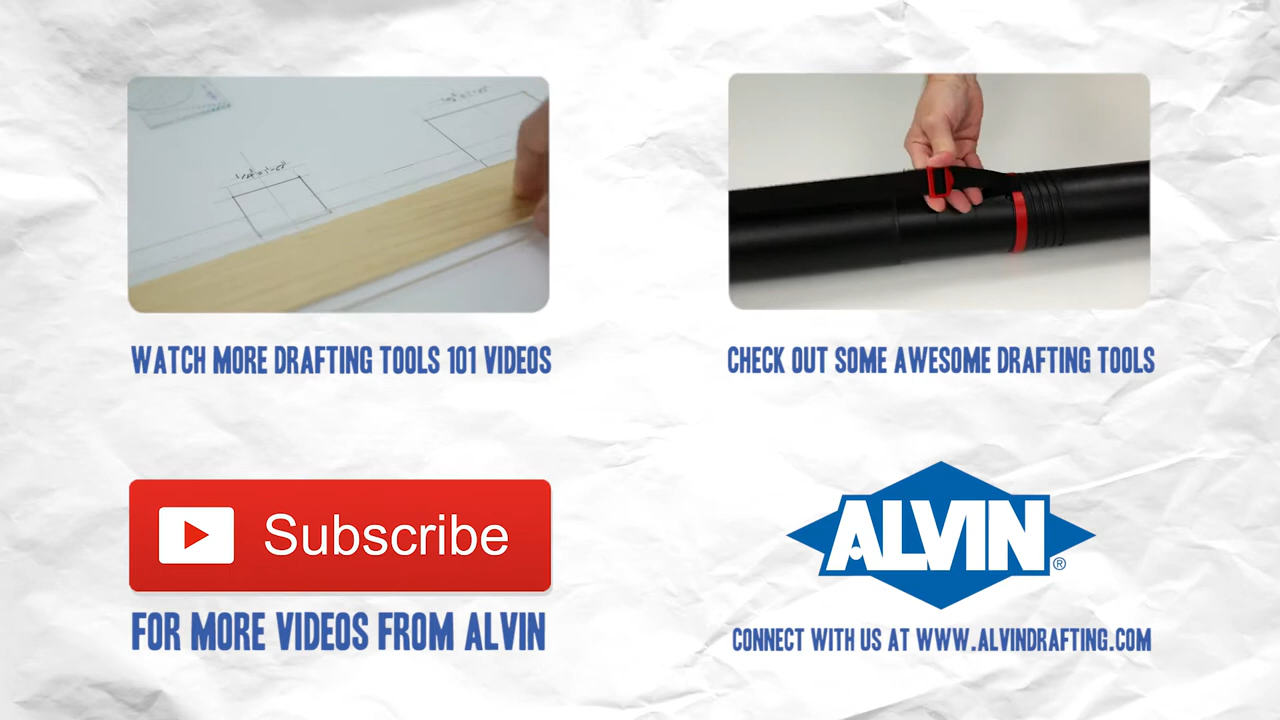 WATCH MORE DRAFTING TOOLS 101 VIDEOS
CHECK OUT SOME AWESOME DRAFTING TOOLS
Subscribe
FOR MORE VIDEOS FROM ALVIN
ALVIN®
CONNECT WITH US AT WWW.ALVINDRAFTING.COM